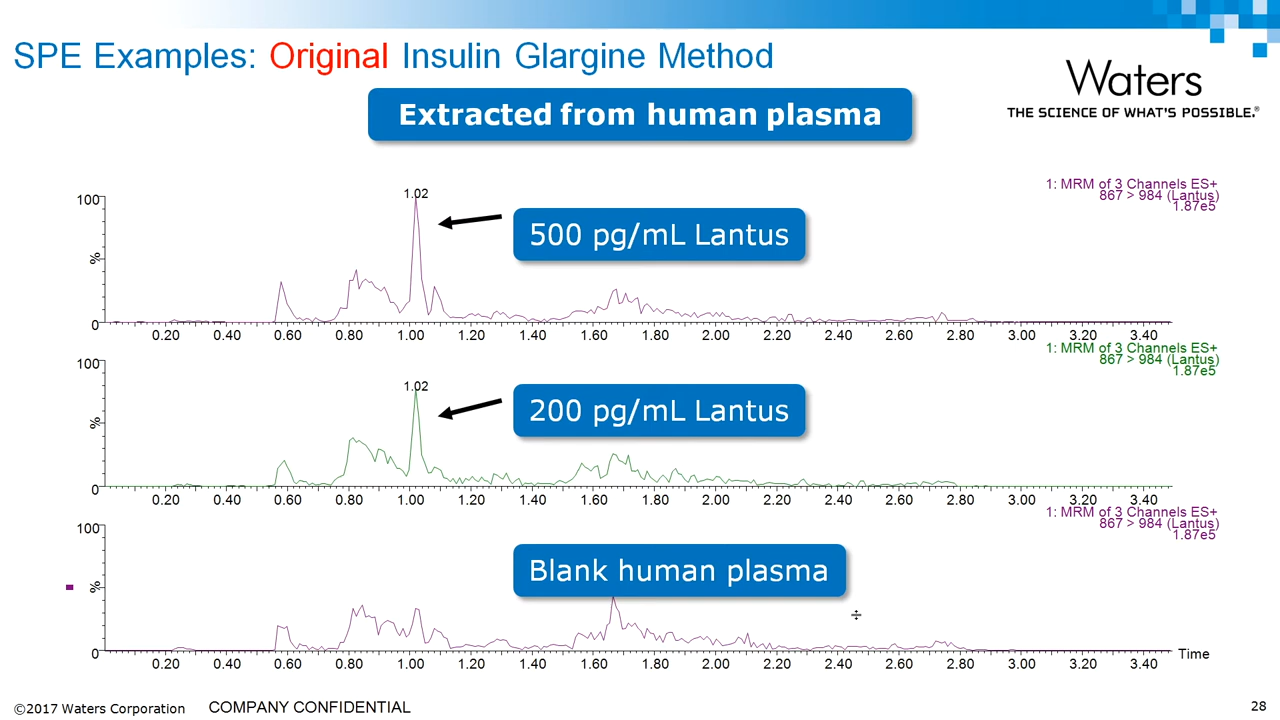 SPE Examples: Original Insulin Glargine Method
Waters
THE SCIENCE OF WHAT'S POSSIBLE.®
Extracted from human plasma
1: MRM of 3 Channels ES+
867 > 984 (Lantus)
1.87e5
100
%
0
1.02
500 pg/mL Lantus
0.20 0.40 0.60 0.80 1.00 1.20 1.40 1.60 1.80 2.00 2.20 2.40 2.60 2.80 3.00 3.20 3.40
1: MRM of 3 Channels ES+
867 > 984 (Lantus)
1.87e5
100
%
0
1.02
200 pg/mL Lantus
0.20 0.40 0.60 0.80 1.00 1.20 1.40 1.60 1.80 2.00 2.20 2.40 2.60 2.80 3.00 3.20 3.40
1: MRM of 3 Channels ES+
867 > 984 (Lantus)
1.87e5
100
%
0
Blank human plasma
Time
0.20 0.40 0.60 0.80 1.00 1.20 1.40 1.60 1.80 2.00 2.20 2.40 2.60 2.80 3.00 3.20 3.40
©2017 Waters Corporation COMPANY CONFIDENTIAL
28